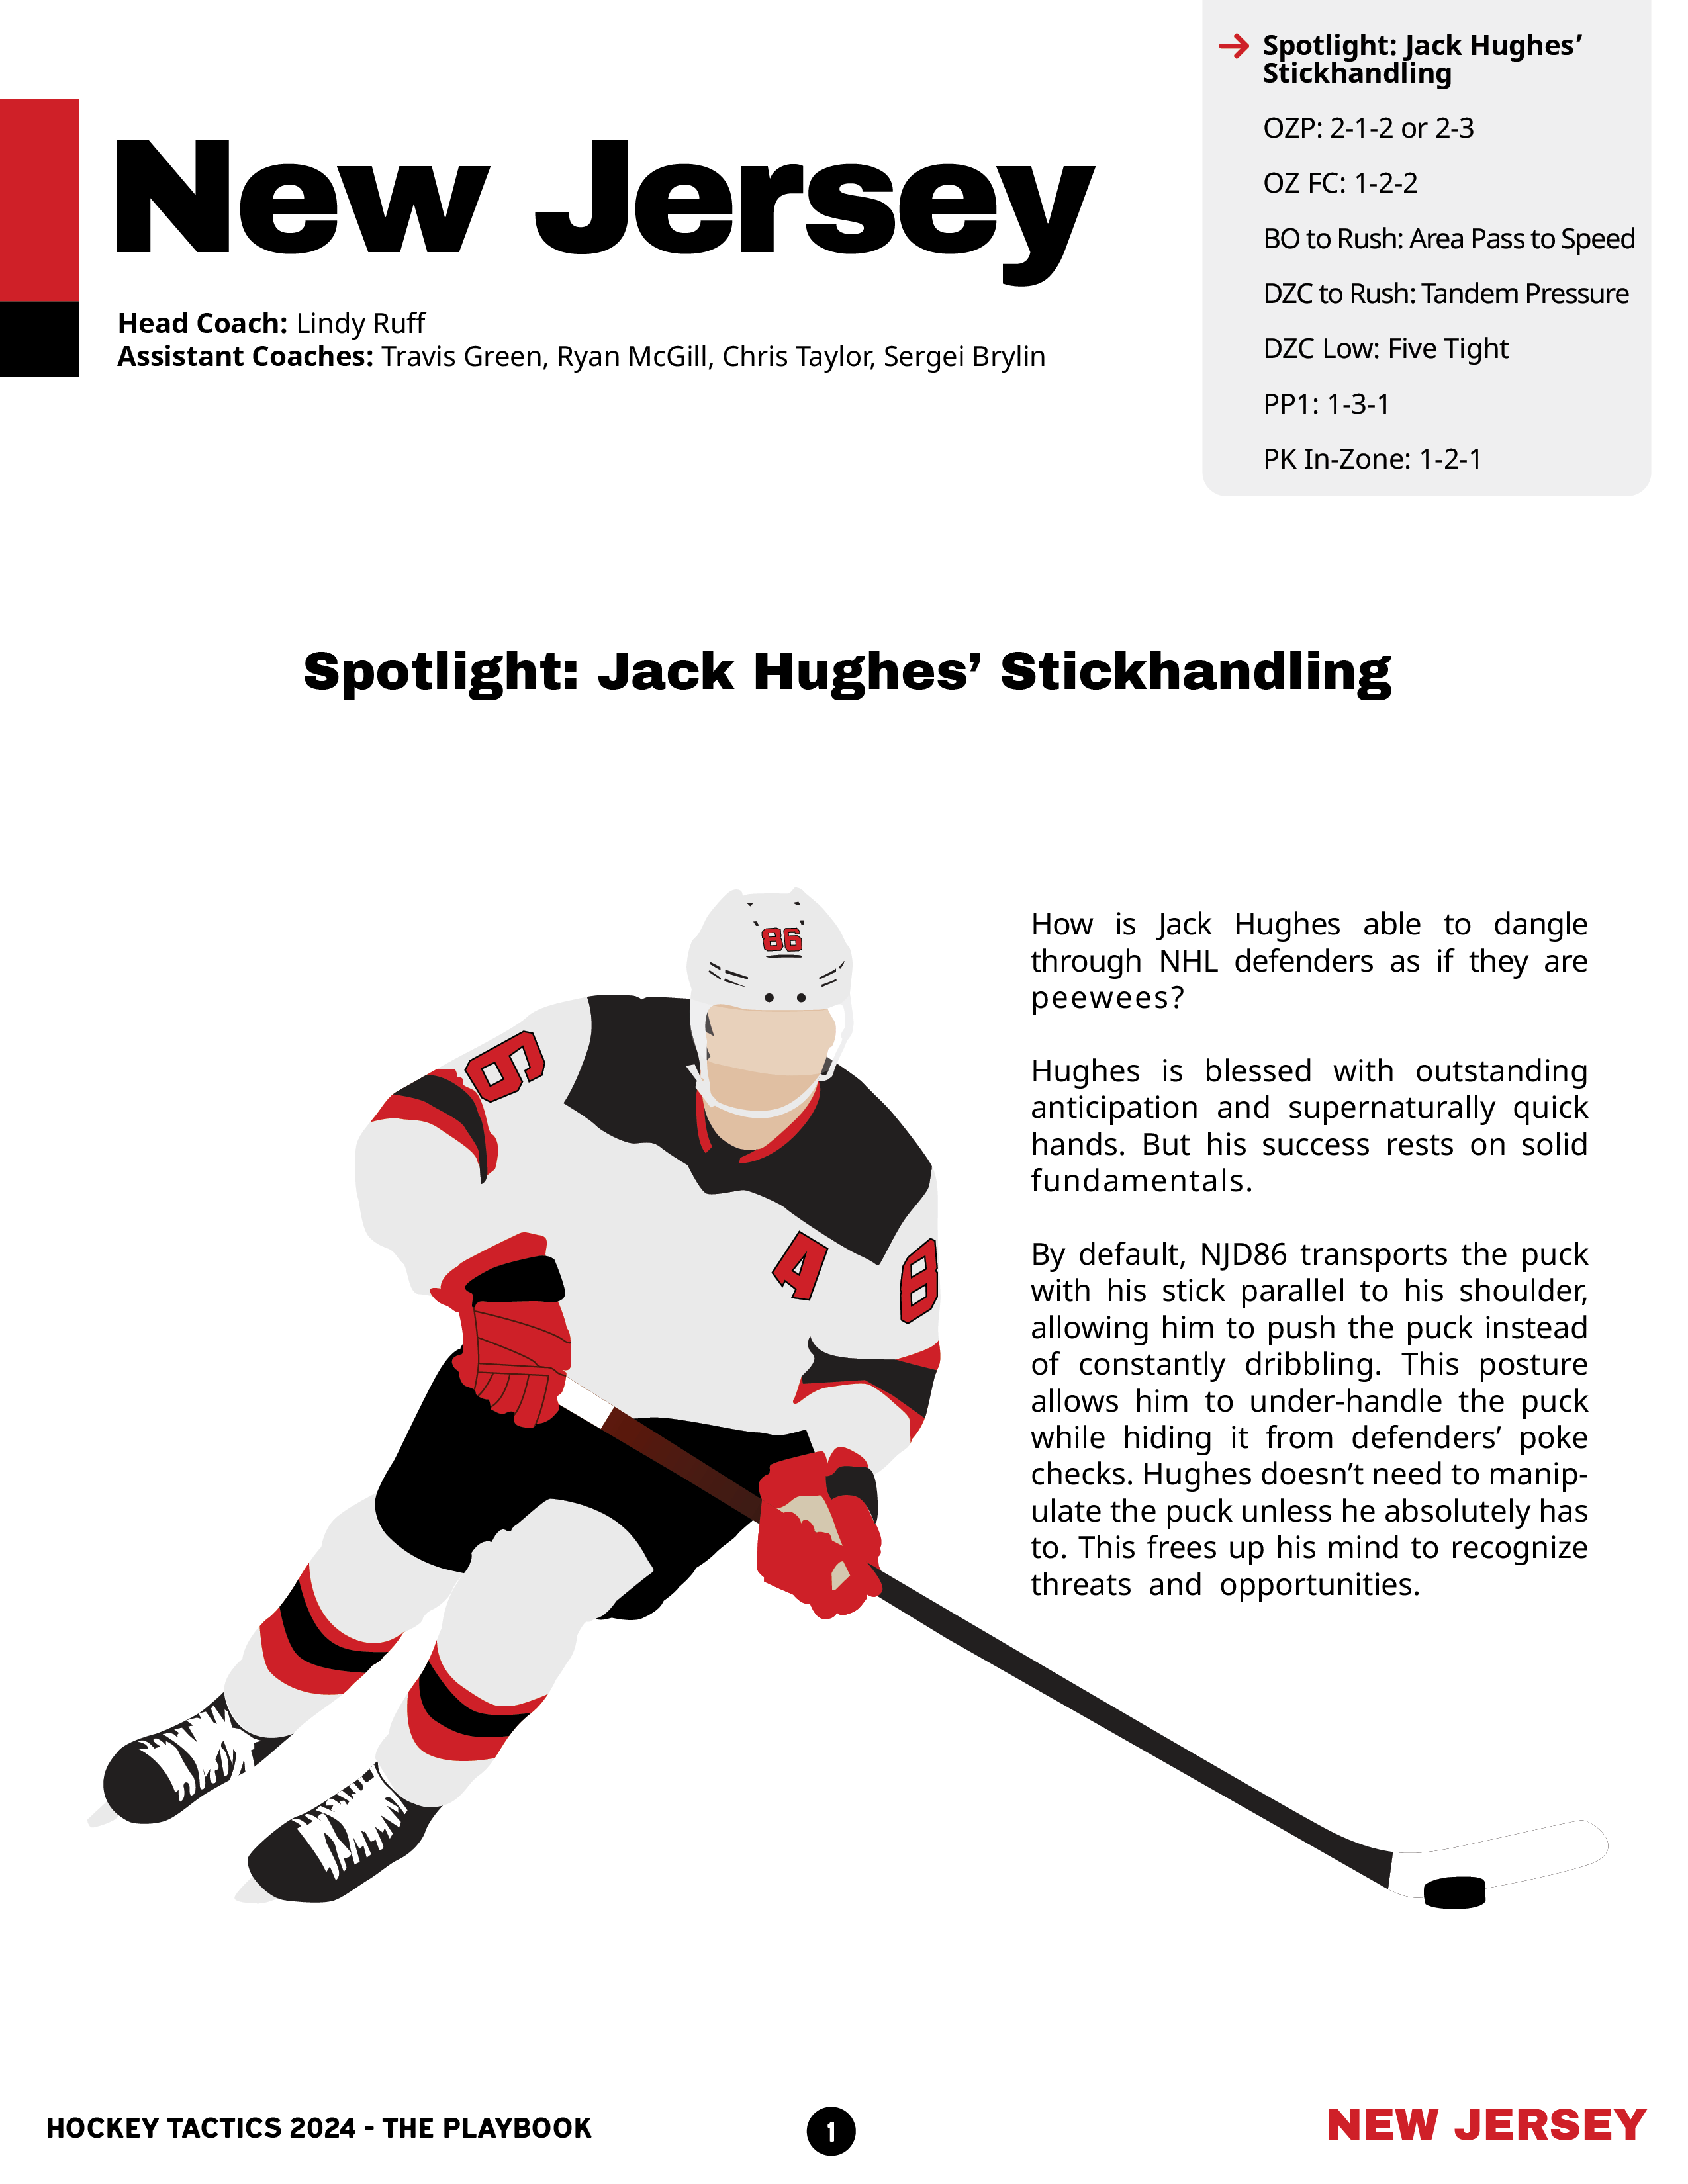 Spotlight: Jack Hughes’
Stickhandling
OZP: 2-1-2 or 2-3
OZ FC: 1-2-2
BO to Rush: Area Pass to Speed
DZC to Rush: Tandem Pressure
DZC Low: Five Tight
PP1: 1-3-1
PK In-Zone: 1-2-1
New Jersey
Head Coach: Lindy Ruff
Assistant Coaches: Travis Green, Ryan McGill, Chris Taylor, Sergei Brylin
Spotlight: Jack Hughes’ Stickhandling
86
6
A
8
How is Jack Hughes able to dangle
through NHL defenders as if they are
peewees?
Hughes is blessed with outstanding
anticipation and supernaturally quick
hands. But his success rests on solid
fundamentals.
By default, NJD86 transports the puck
with his stick parallel to his shoulder,
allowing him to push the puck instead
of constantly dribbling. This posture
allows him to under-handle the puck
while hiding it from defenders’ poke
checks. Hughes doesn’t need to manip-
ulate the puck unless he absolutely has
to. This frees up his mind to recognize
threats and opportunities.
HOCKEY TACTICS 2024 - THE PLAYBOOK
1
NEW JERSEY